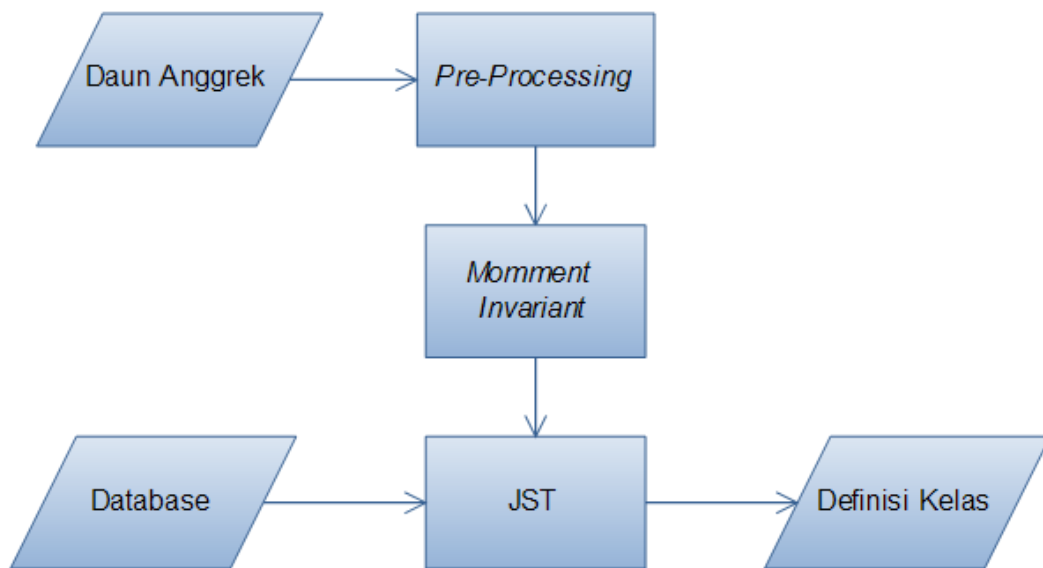 Daun Anggrek
Pre-Processing
Momment
Invariant
Database
JST
Definisi Kelas